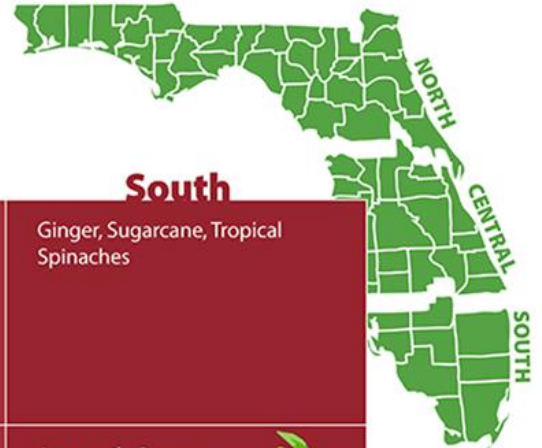 NORTH
South
Ginger, Sugarcane, Tropical
Spinaches
CENTRAL
SOUTH